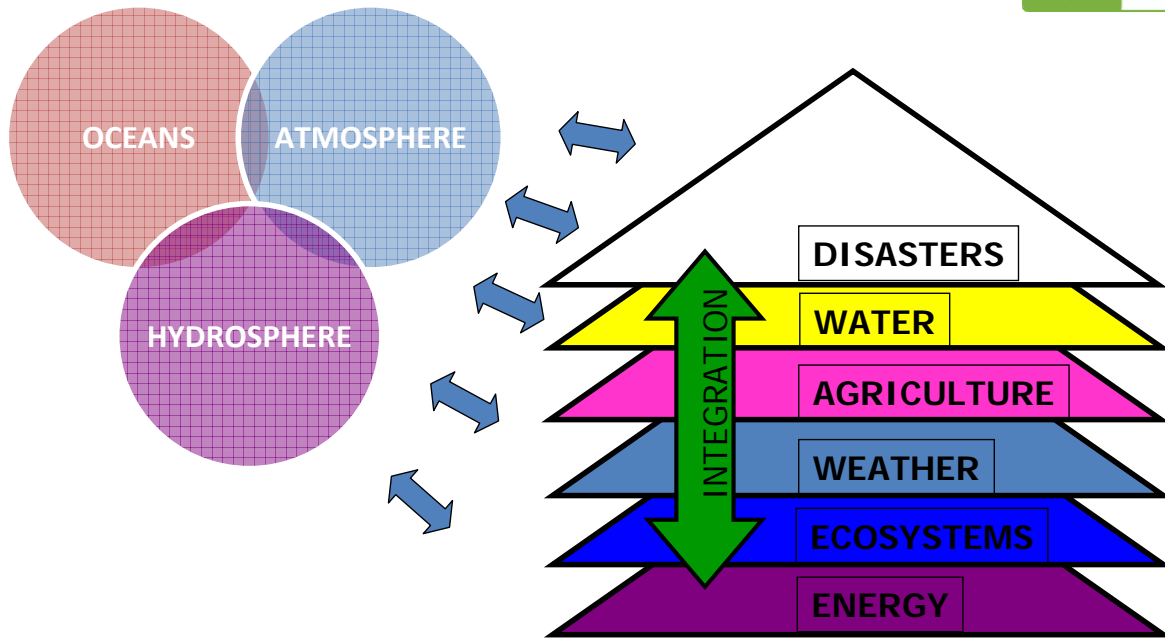 OCEANS
ATMOSPHERE
HYDROSPHERE
DISASTERS
WATER
AGRICULTURE
WEATHER
ECOSYSTEMS
ENERGY
INTEGRATION